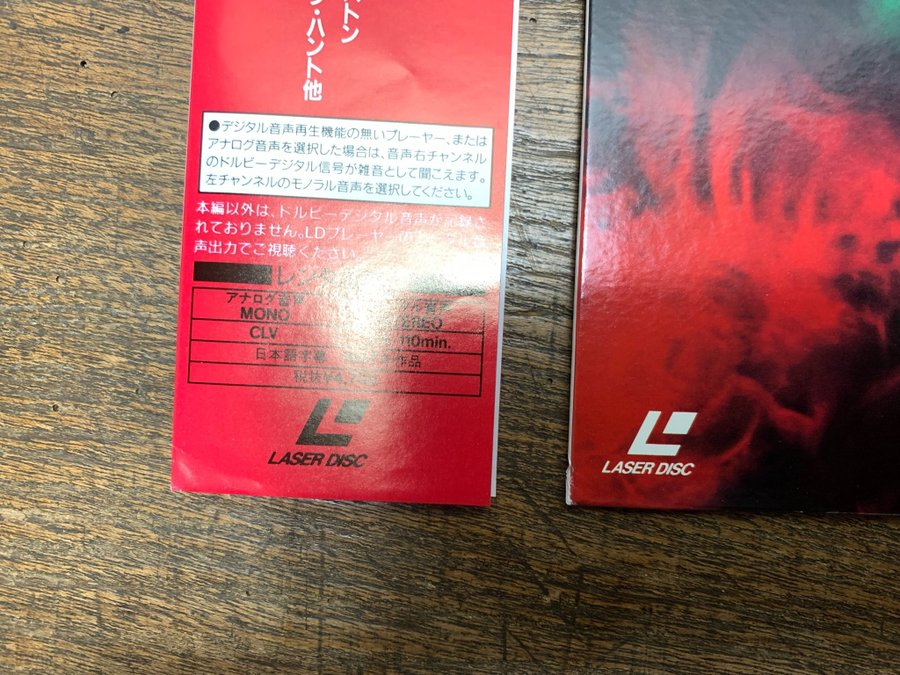 トン
・ハント他
●デジタル音声再生機能の無いプレーヤー、または
アナログ音声を選択した場合は、音声右チャンネル
のドルビーデジタル信号が雑音として聞こえます。
左チャンネルのモノラル音声を選択してください。
本編以外は、ドルビーデジタル音声が記録さ
れておりません。LDプレーヤーの
声出力でご視聴ください。
レンタル
アナログ音声
MONO
CLV
110min.
日本語字幕
作品
税抜
LASER DISC
LASER DISC